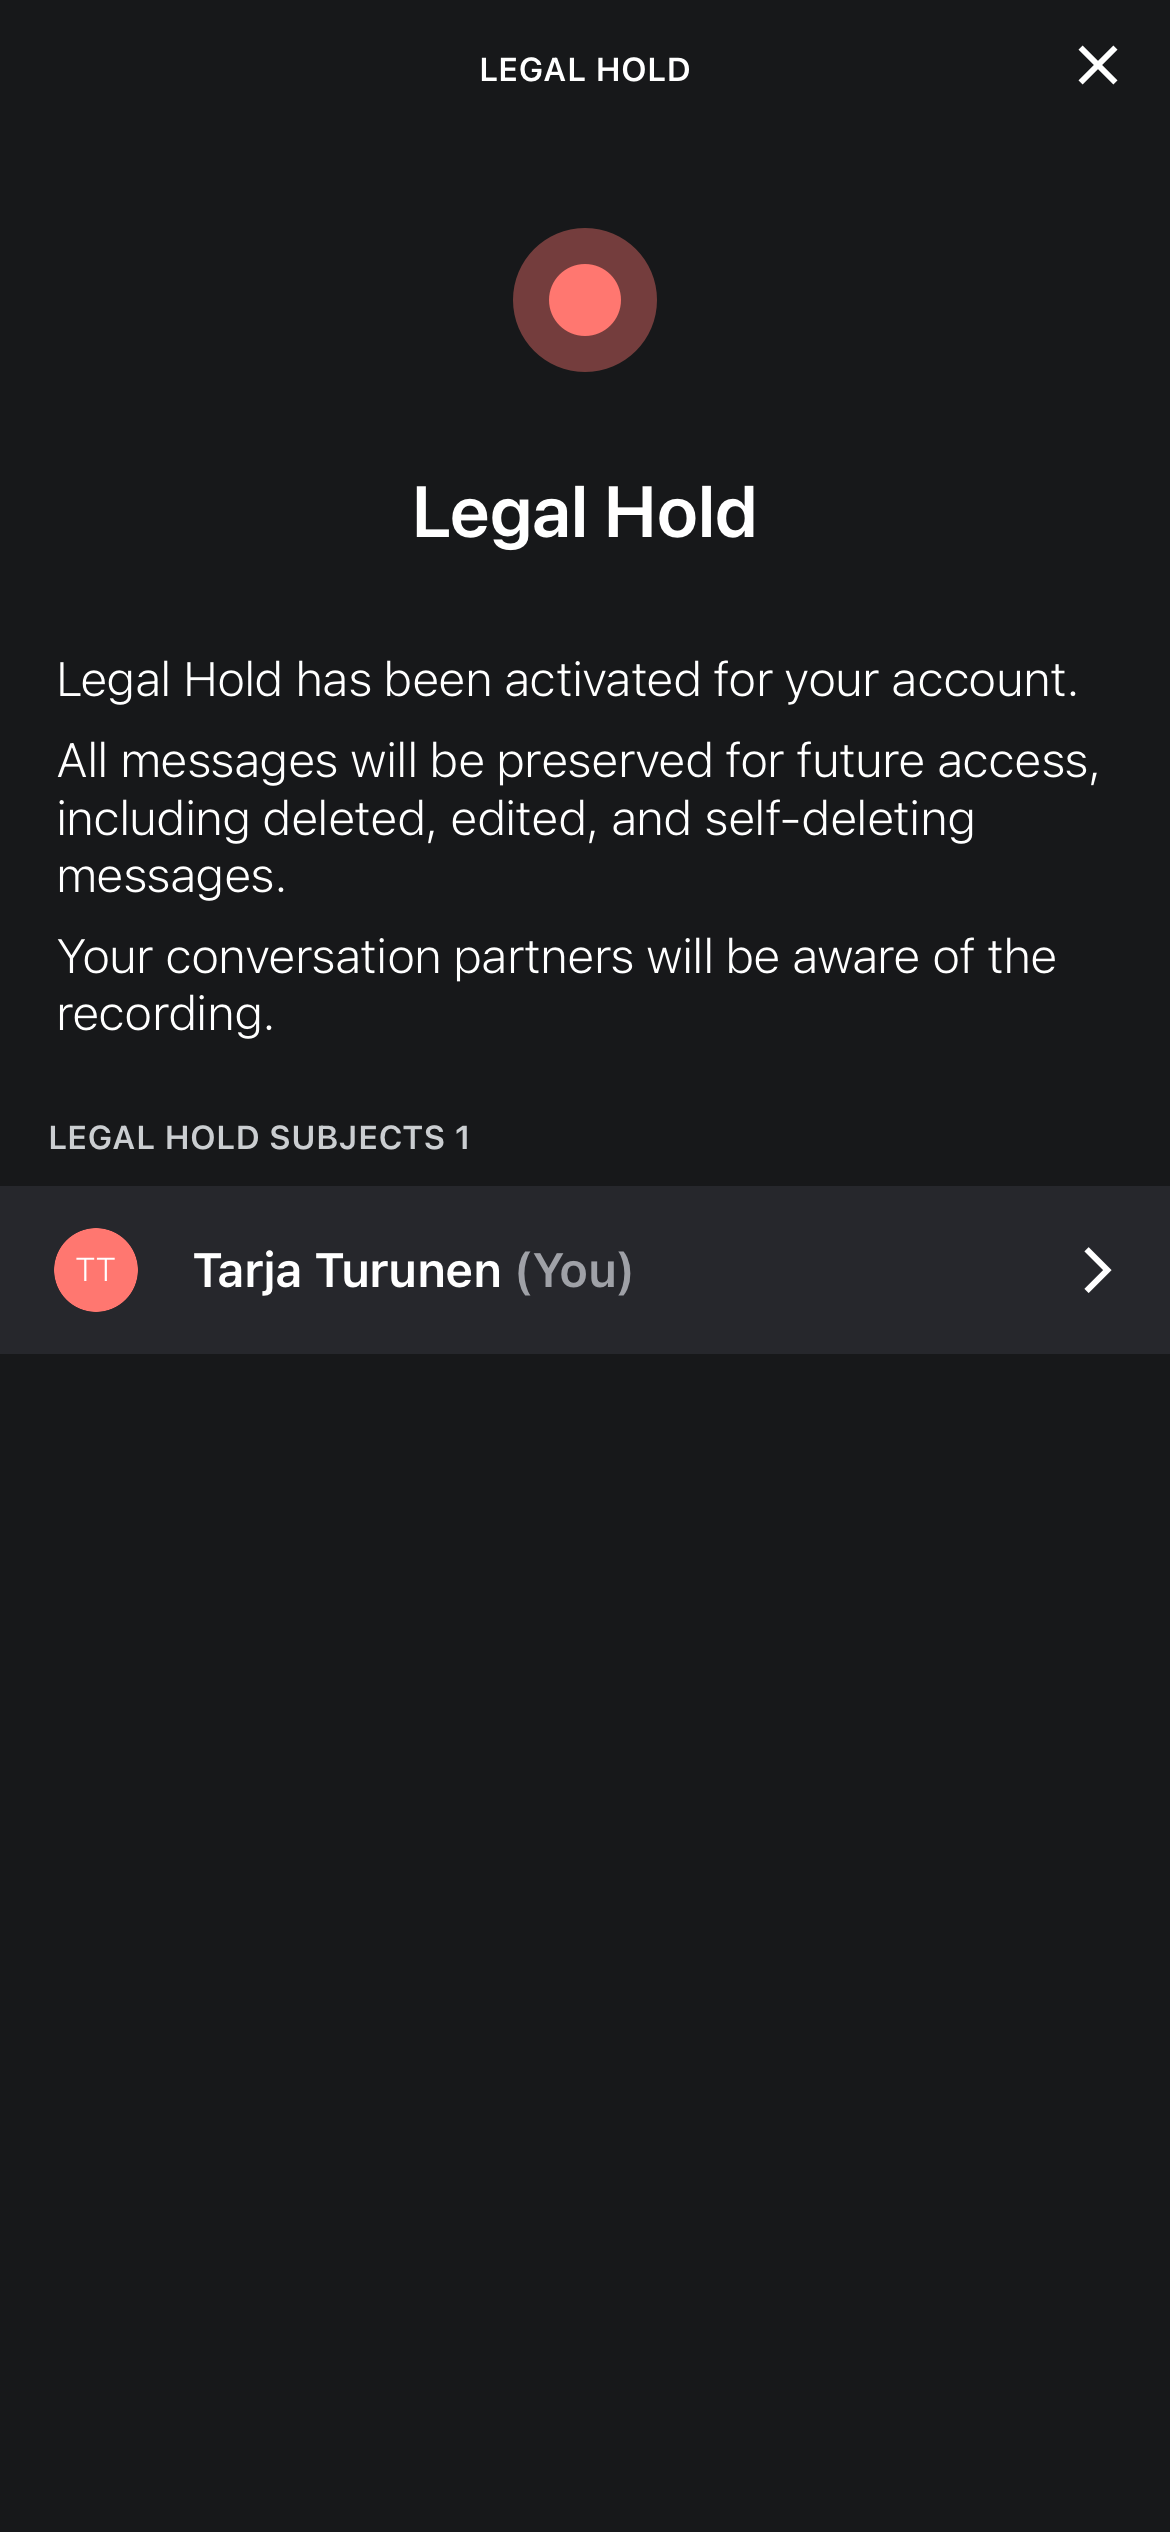 LEGAL HOLD
Legal Hold
Legal Hold has been activated for your account.
All messages will be preserved for future access,
including deleted, edited, and self-deleting
messages.
Your conversation partners will be aware of the
recording.
LEGAL HOLD SUBJECTS 1
TT Tarja Turunen (You)